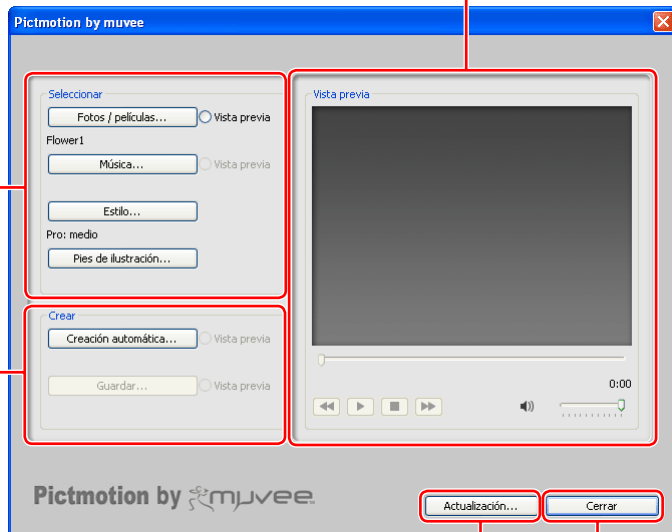 Pictmotion by muvee
Seleccionar
Fotos / películas...
Vista previa
Flower1
Música...
Vista previa
Estilo...
Pro: medio
Pies de ilustración...
Crear
Creación automática...
Vista previa
Guardar...
Vista previa
Vista previa
0:00
Pictmotion by muvee
Actualización...
Cerrar